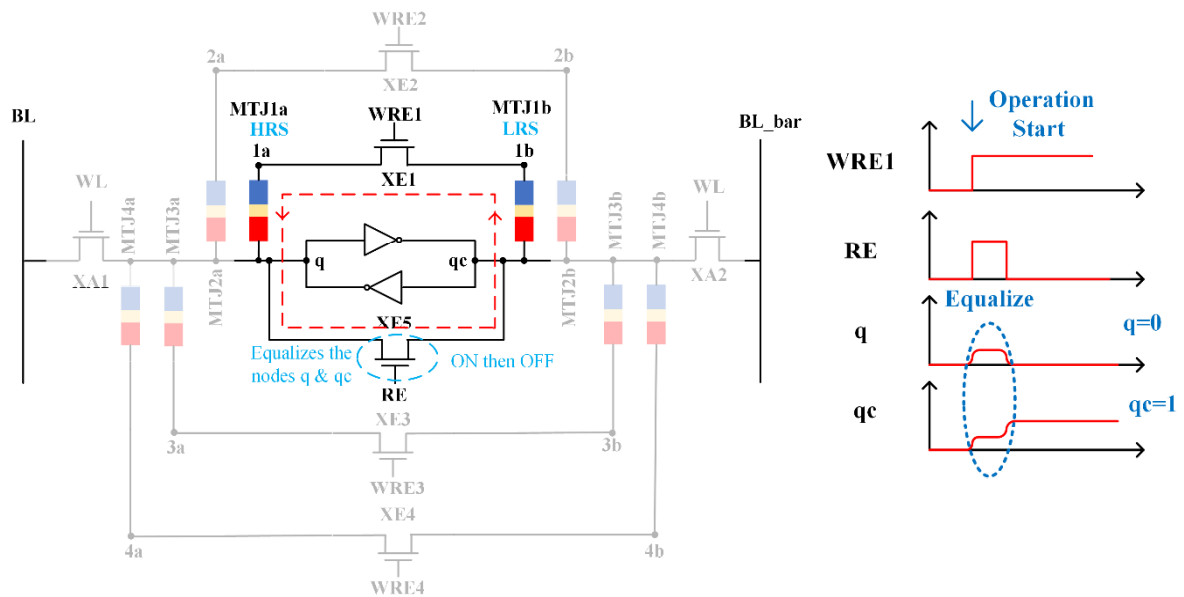 WRE2
2a
2b
XE2
BL
MTJ1a
HRS
1a
WRE1
MTJ1b
LRS
1b
BL_bar
XE1
WL
MTJ4a
MTJ3a
MTJ2a
XA1
q
qc
MTJ2b
MTJ3b
MTJ4b
WL
XA2
XE5
Equalizes the
nodes q & qc
ON then OFF
RE
XE3
3a
3b
WRE3
XE4
4a
4b
WRE4
Operation
Start
WRE1
RE
Equalize
q
q=0
qc
qc=1